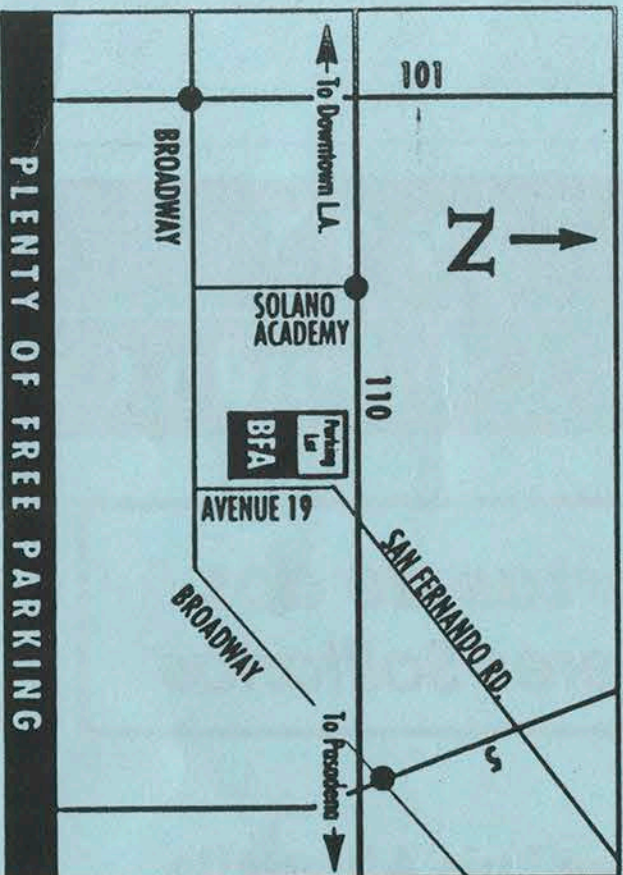 101
N
To Downtown L.A.
BROADWAY
SOLANO
ACADEMY
110
Parking
Lot
BFA
AVENUE 19
SAN FERNANDO RD.
BROADWAY
5
To Pasadena
PLENTY OF FREE PARKING